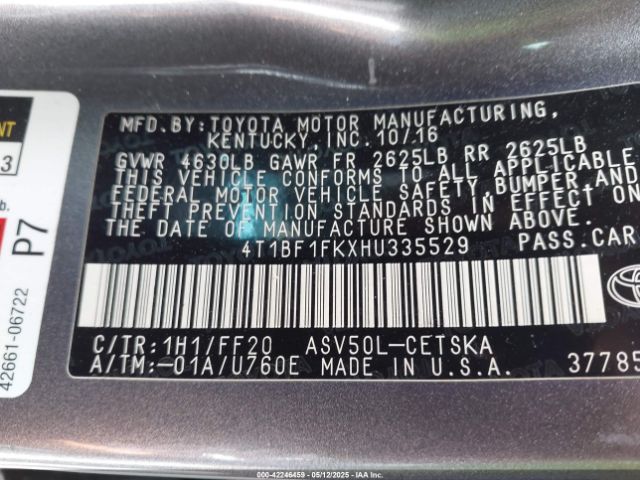 MFD.BY:TOYOTA MOTOR MANUFACTURING,
KENTUCKY,INC.10/16
GVWR 4630LB GAWR FR 2625LB RR 2625LB
THIS VEHICLE CONFORMS TO ALL APPLICABLE
FEDERAL MOTOR VEHICLE SAFETY,BUMPER,AND
THEFT PREVENTION STANDARDS IN EFFECT ON
THE DATE OF MANUFACTURE SHOWN ABOVE.
4T1BF1FKXHU335529 PASS.CAR
C/TR:1H1/FF20 ASV50L-CETSKA
A/TM:-01A/U760E MADE IN U.S.A. 37785
P7
42661-06722
000-42246459 - 05/12/2025 - © IAA Holdings, LLC